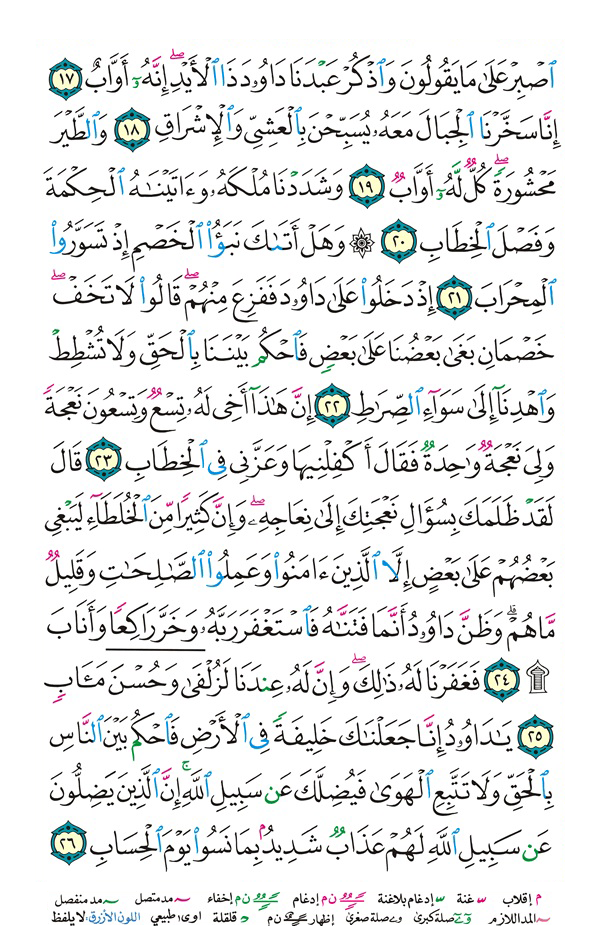 ٱصۡبِرۡ عَلَىٰ مَا يَقُولُونَ وَٱذۡكُرۡ عَبۡدَنَا دَاوُۥدَ ذَا ٱلۡأَيۡدِۖ إِنَّهُۥٓ أَوَّابٌ ١٧
إِنَّا سَخَّرۡنَا ٱلۡجِبَالَ مَعَهُۥ يُسَبِّحۡنَ بِٱلۡعَشِيِّ وَٱلۡإِشۡرَاقِ ١٨ وَٱلطَّيۡرَ
مَحۡشُورَةٗۖ كُلّٞ لَّهُۥٓ أَوَّابٞ ١٩ وَشَدَدۡنَا مُلۡكَهُۥ وَءَاتَيۡنَٰهُ ٱلۡحِكۡمَةَ
وَفَصۡلَ ٱلۡخِطَابِ ٢٠ ۞ وَهَلۡ أَتَىٰكَ نَبَؤُاْ ٱلۡخَصۡمِ إِذۡ تَسَوَّرُواْ
ٱلۡمِحۡرَابَ ٢١ إِذۡ دَخَلُواْ عَلَىٰ دَاوُۥدَ فَفَزِعَ مِنۡهُمۡۖ قَالُواْ لَا تَخَفۡۖ
خَصۡمَانِ بَغَىٰ بَعۡضُنَا عَلَىٰ بَعۡضٖ فَٱحۡكُم بَيۡنَنَا بِٱلۡحَقِّ وَلَا تُشۡطِطۡ
وَٱهۡدِنَآ إِلَىٰ سَوَآءِ ٱلصِّرَٰطِ ٢٢ إِنَّ هَٰذَآ أَخِي لَهُۥ تِسۡعٞ وَتِسۡعُونَ نَعۡجَةٗ
وَلِيَ نَعۡجَةٞ وَٰحِدَةٞ فَقَالَ أَكۡفِلۡنِيهَا وَعَزَّنِي فِي ٱلۡخِطَابِ ٢٣ قَالَ
لَقَدۡ ظَلَمَكَ بِسُؤَالِ نَعۡجَتِكَ إِلَىٰ نِعَاجِهِۦۖ وَإِنَّ كَثِيرٗا مِّنَ ٱلۡخُلَطَآءِ لَيَبۡغِي
بَعۡضُهُمۡ عَلَىٰ بَعۡضٍ إِلَّا ٱلَّذِينَ ءَامَنُواْ وَعَمِلُواْ ٱلصَّٰلِحَٰتِ وَقَلِيلٞ
مَّا هُمۡۗ وَظَنَّ دَاوُۥدُ أَنَّمَا فَتَنَّٰهُ فَٱسۡتَغۡفَرَ رَبَّهُۥ وَخَرَّۤ رَاكِعٗاۤ وَأَنَابَ
۩ ٢٤ فَغَفَرۡنَا لَهُۥ ذَٰلِكَۖ وَإِنَّ لَهُۥ عِندَنَا لَزُلۡفَىٰ وَحُسۡنَ مَـَٔابٖ
٢٥ يَٰدَاوُۥدُ إِنَّا جَعَلۡنَٰكَ خَلِيفَةٗ فِي ٱلۡأَرۡضِ فَٱحۡكُم بَيۡنَ ٱلنَّاسِ
بِٱلۡحَقِّ وَلَا تَتَّبِعِ ٱلۡهَوَىٰ فَيُضِلَّكَ عَن سَبِيلِ ٱللَّهِۚ إِنَّ ٱلَّذِينَ يَضِلُّونَ
عَن سَبِيلِ ٱللَّهِ لَهُمۡ عَذَابٞ شَدِيدُۢ بِمَا نَسُواْ يَوۡمَ ٱلۡحِسَابِ ٢٦
م إقلاب غنة إدغام بلاغنة ن م إدغام ن م إخفاء مد متصل مد منفصل
المد اللازم صلة كبرى صلة صغرى إظهار ن م قلقلة اوى؛ طبيعي اللون الأزرق: لا يلفظ